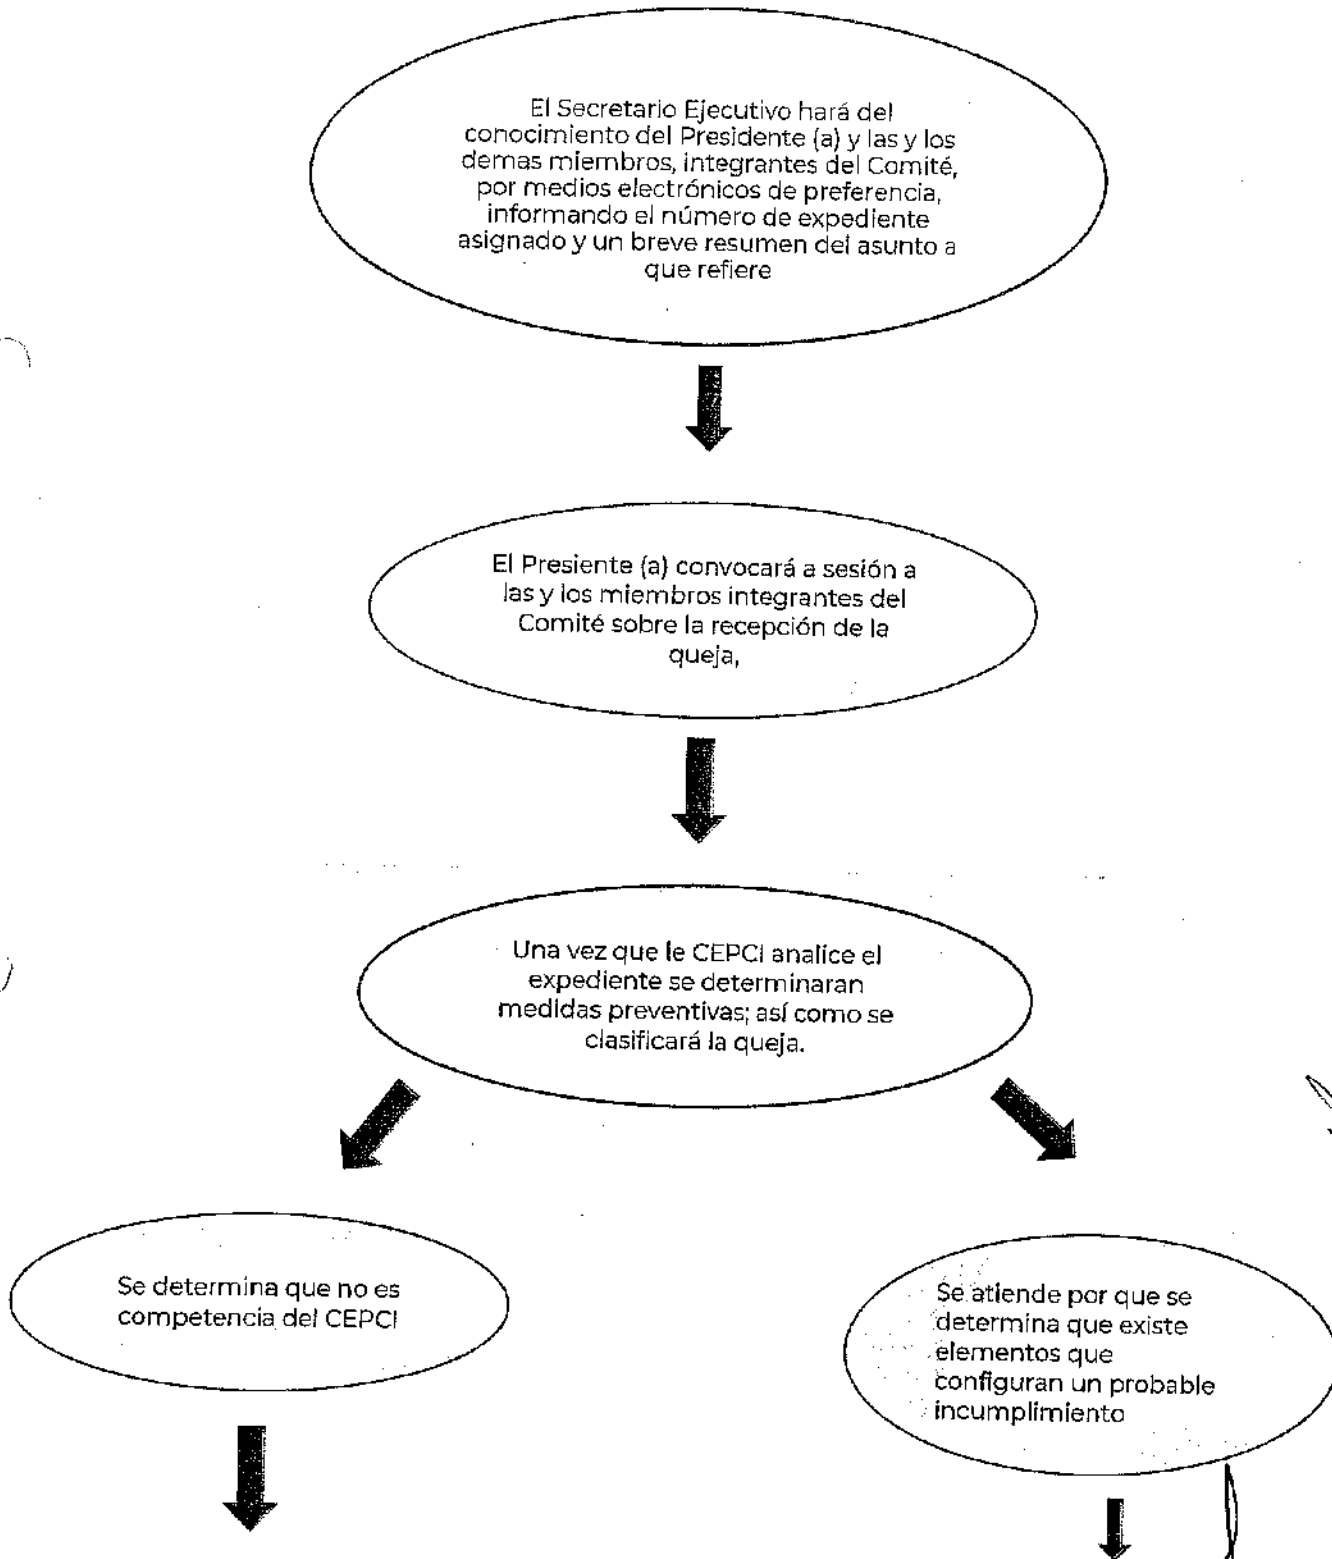 El Secretario Ejecutivo hará del
conocimiento del Presidente (a) y las y los
demas miembros, integrantes del Comité,
por medios electrónicos de preferencia,
informando el número de expediente
asignado y un breve resumen del asunto a
que refiere
El Presiente (a) convocará a sesión a
las y los miembros integrantes del
Comité sobre la recepción de la
queja,
Una vez que le CEPCI analice el
expediente se determinaran
medidas preventivas; así como se
clasificará la queja.
Se determina que no es
competencia del CEPCI
Se atiende por que se
determina que existe
elementos que
configuran un probable
incumplimiento